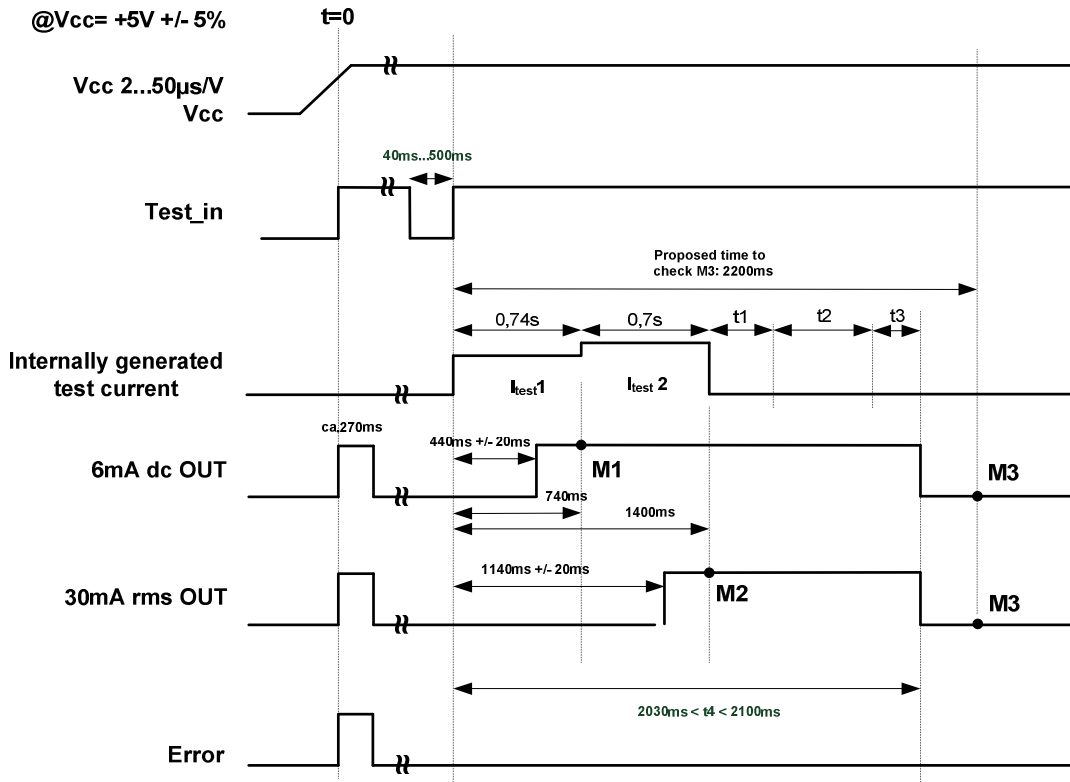 @Vcc= +5V +/- 5%
t=0
Vcc 2...50µs/V
Vcc
40ms...500ms
Test_in
Proposed time to
check M3: 2200ms
0,74s
0,7s
t1
t2
t3
Internally generated
test current
Itest1
Itest 2
ca.270ms
440ms +/- 20ms
6mA dc OUT
M1
M3
740ms
1400ms
1140ms +/- 20ms
30mA rms OUT
M2
M3
2030ms < t4 < 2100ms
Error